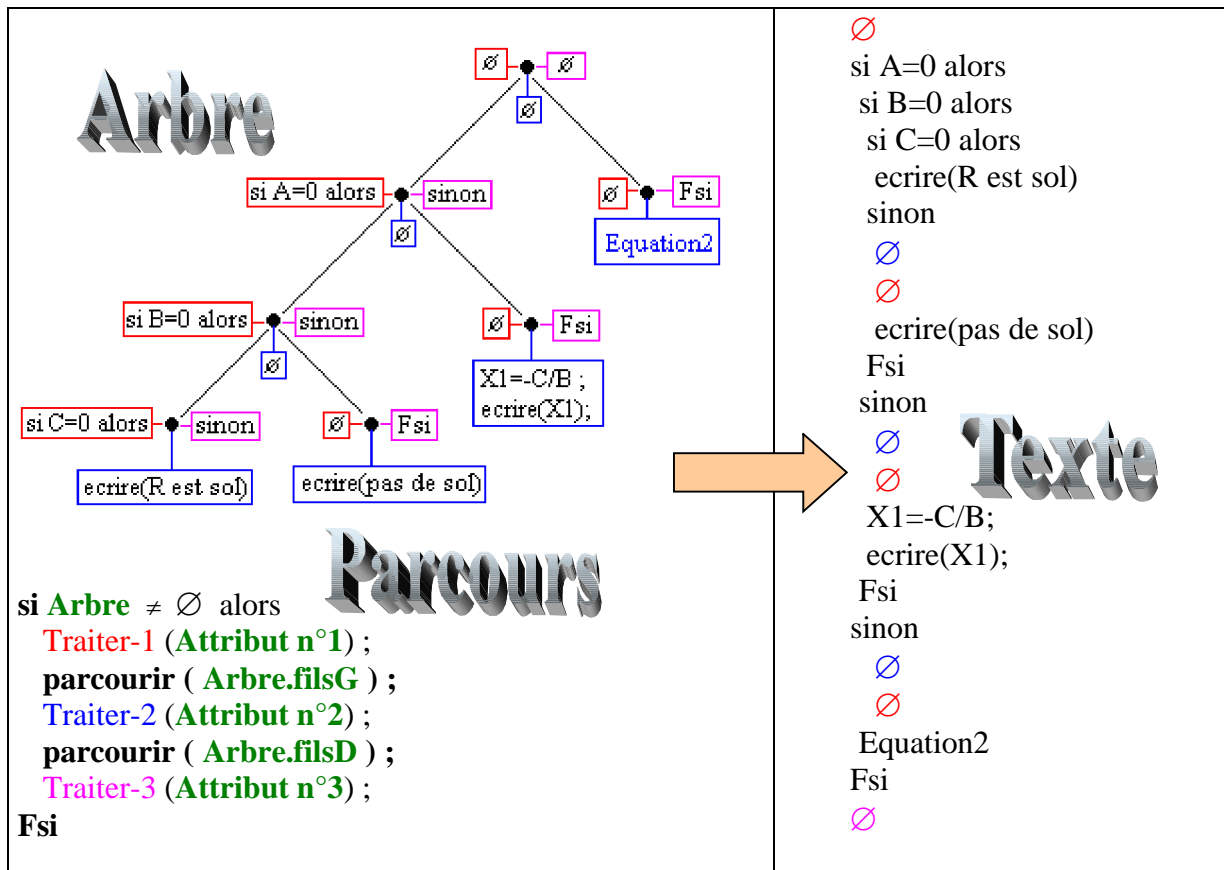 Arbre
∅ ∅
∅
si A=0 alors sinon
∅
∅ Fsi
Equation2
si B=0 alors sinon
∅
∅ Fsi
X1=-C/B ;
ecrire(X1);
si C=0 alors sinon
ecrire(R est sol)
∅ Fsi
ecrire(pas de sol)
Parcours
si Arbre ≠ ∅ alors
Traiter-1 (Attribut n°1) ;
parcourir ( Arbre.filsG ) ;
Traiter-2 (Attribut n°2) ;
parcourir ( Arbre.filsD ) ;
Traiter-3 (Attribut n°3) ;
Fsi
∅
si A=0 alors
si B=0 alors
si C=0 alors
ecrire(R est sol)
sinon
∅
∅
ecrire(pas de sol)
Fsi
sinon
∅
∅
X1=-C/B;
ecrire(X1);
Fsi
sinon
∅
∅
Equation2
Fsi
∅
Texte